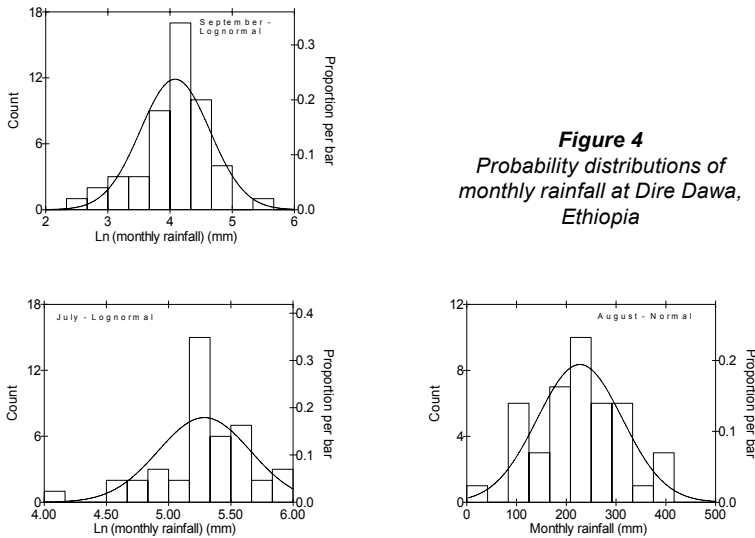 18
September -
Lognormal
0.3
12
Count
Proportion per bar
0.2
6
0.1
0
0.0
2
3
4
5
6
Ln (monthly rainfall) (mm)
Figure 4
Probability distributions of
monthly rainfall at Dire Dawa,
Ethiopia
18
July - Lognormal
0.4
12
0.3
Count
Proportion per bar
0.2
6
0.1
0
0.0
4.00
4.50
5.00
5.50
6.00
Ln (monthly rainfall) (mm)
12
August - Normal
8
0.2
Count
Proportion per bar
4
0.1
0
0.0
0
100
200
300
400
500
Monthly rainfall (mm)